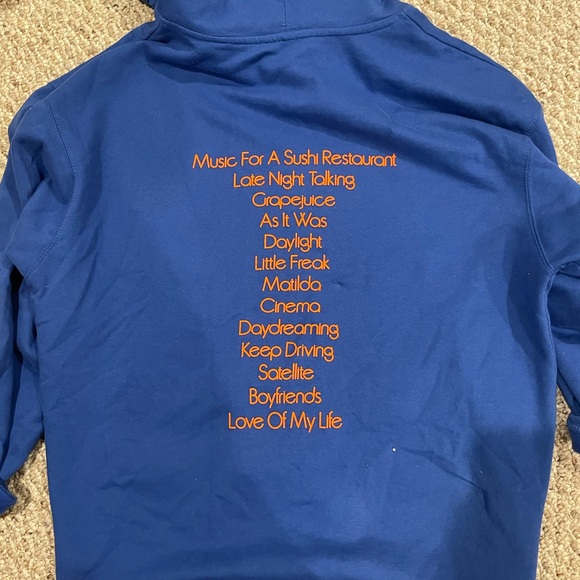 Music For A Sushi Restaurant
Late Night Talking
Grapejuice
As It Was
Daylight
Little Freak
Matilda
Cinema
Daydreaming
Keep Driving
Satellite
Boyfriends
Love Of My Life